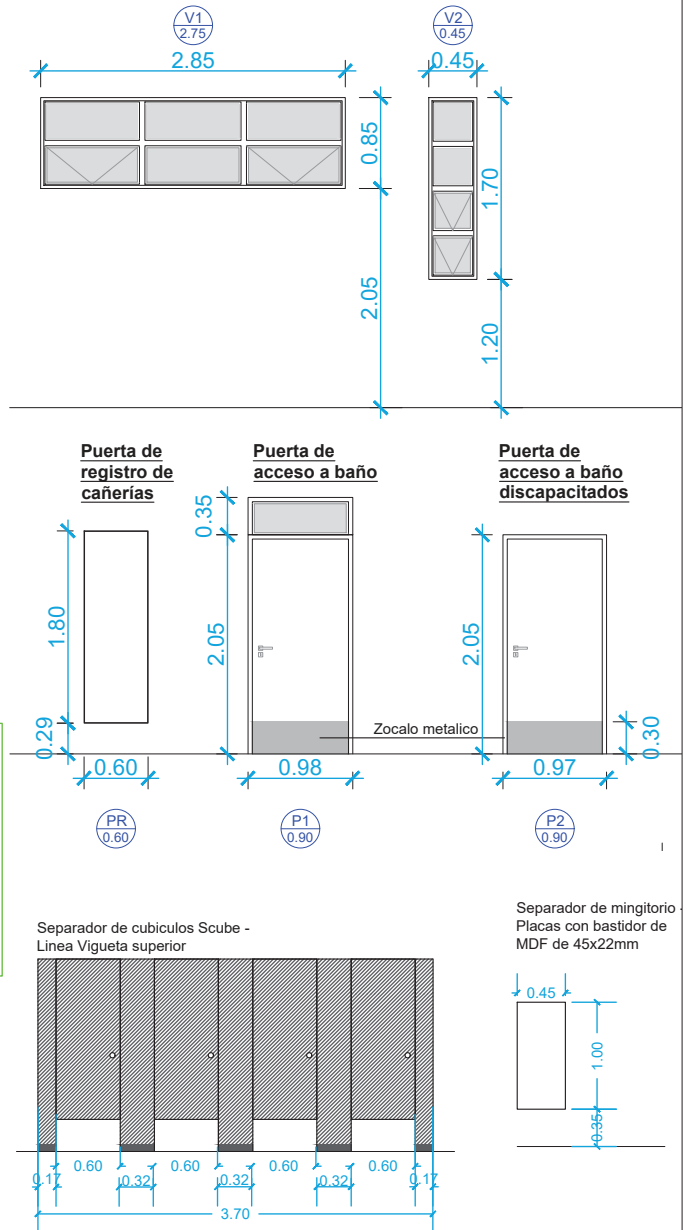 V1
2.75
V2
0.45
2.85
0.45
0.85
2.05
1.70
1.20
Puerta de
registro de
cañerías
Puerta de
acceso a baño
Puerta de
acceso a baño
discapacitados
0.35
1.80
0.29
2.05
2.05
0.30
Zocalo metalico
0.60
0.98
0.97
PR
0.60
P1
0.90
P2
0.90
Separador de cubiculos Scube -
Linea Vigueta superior
Separador de mingitorio -
Placas con bastidor de
MDF de 45x22mm
0.45
1.00
0.35
0.17
0.60
0.32
0.60
0.32
0.60
0.32
0.60
0.17
3.70